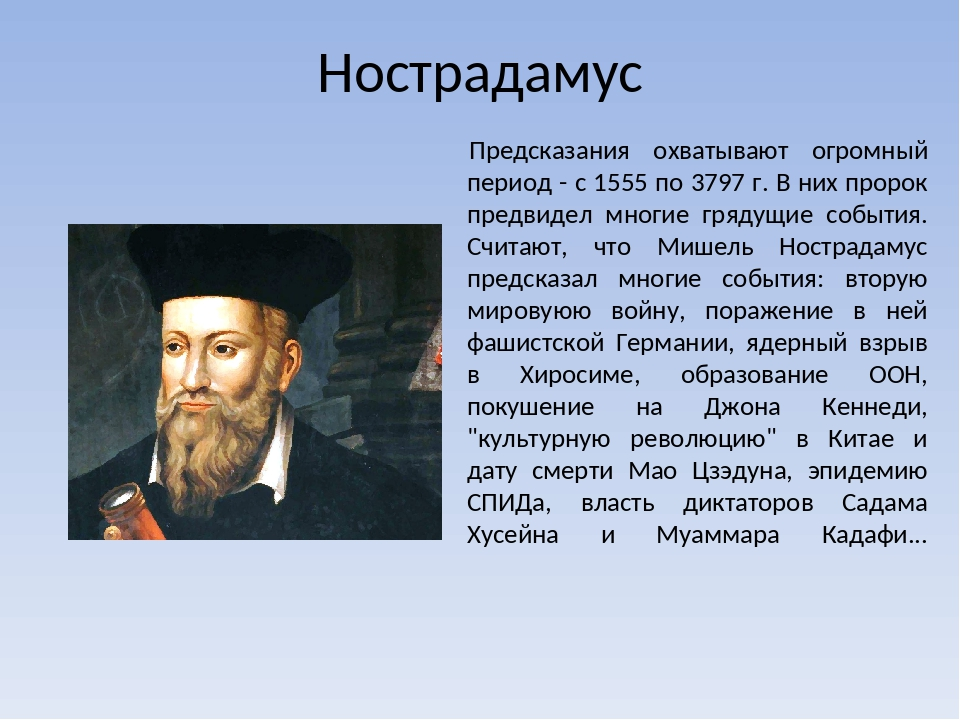 Нострадамус
Предсказания охватывают огромный
период - с 1555 по 3797 г. В них пророк
предвидел многие грядущие события.
Считают, что Мишель Нострадамус
предсказал многие события: вторую
мировуюю войну, поражение в ней
фашистской Германии, ядерный взрыв
в Хиросиме, образование ООН,
покушение на Джона Кеннеди,
"культурную революцию" в Китае и
дату смерти Мао Цзэдуна, эпидемию
СПИДа, власть диктаторов Садама
Хусейна и Муаммара Кадафи...